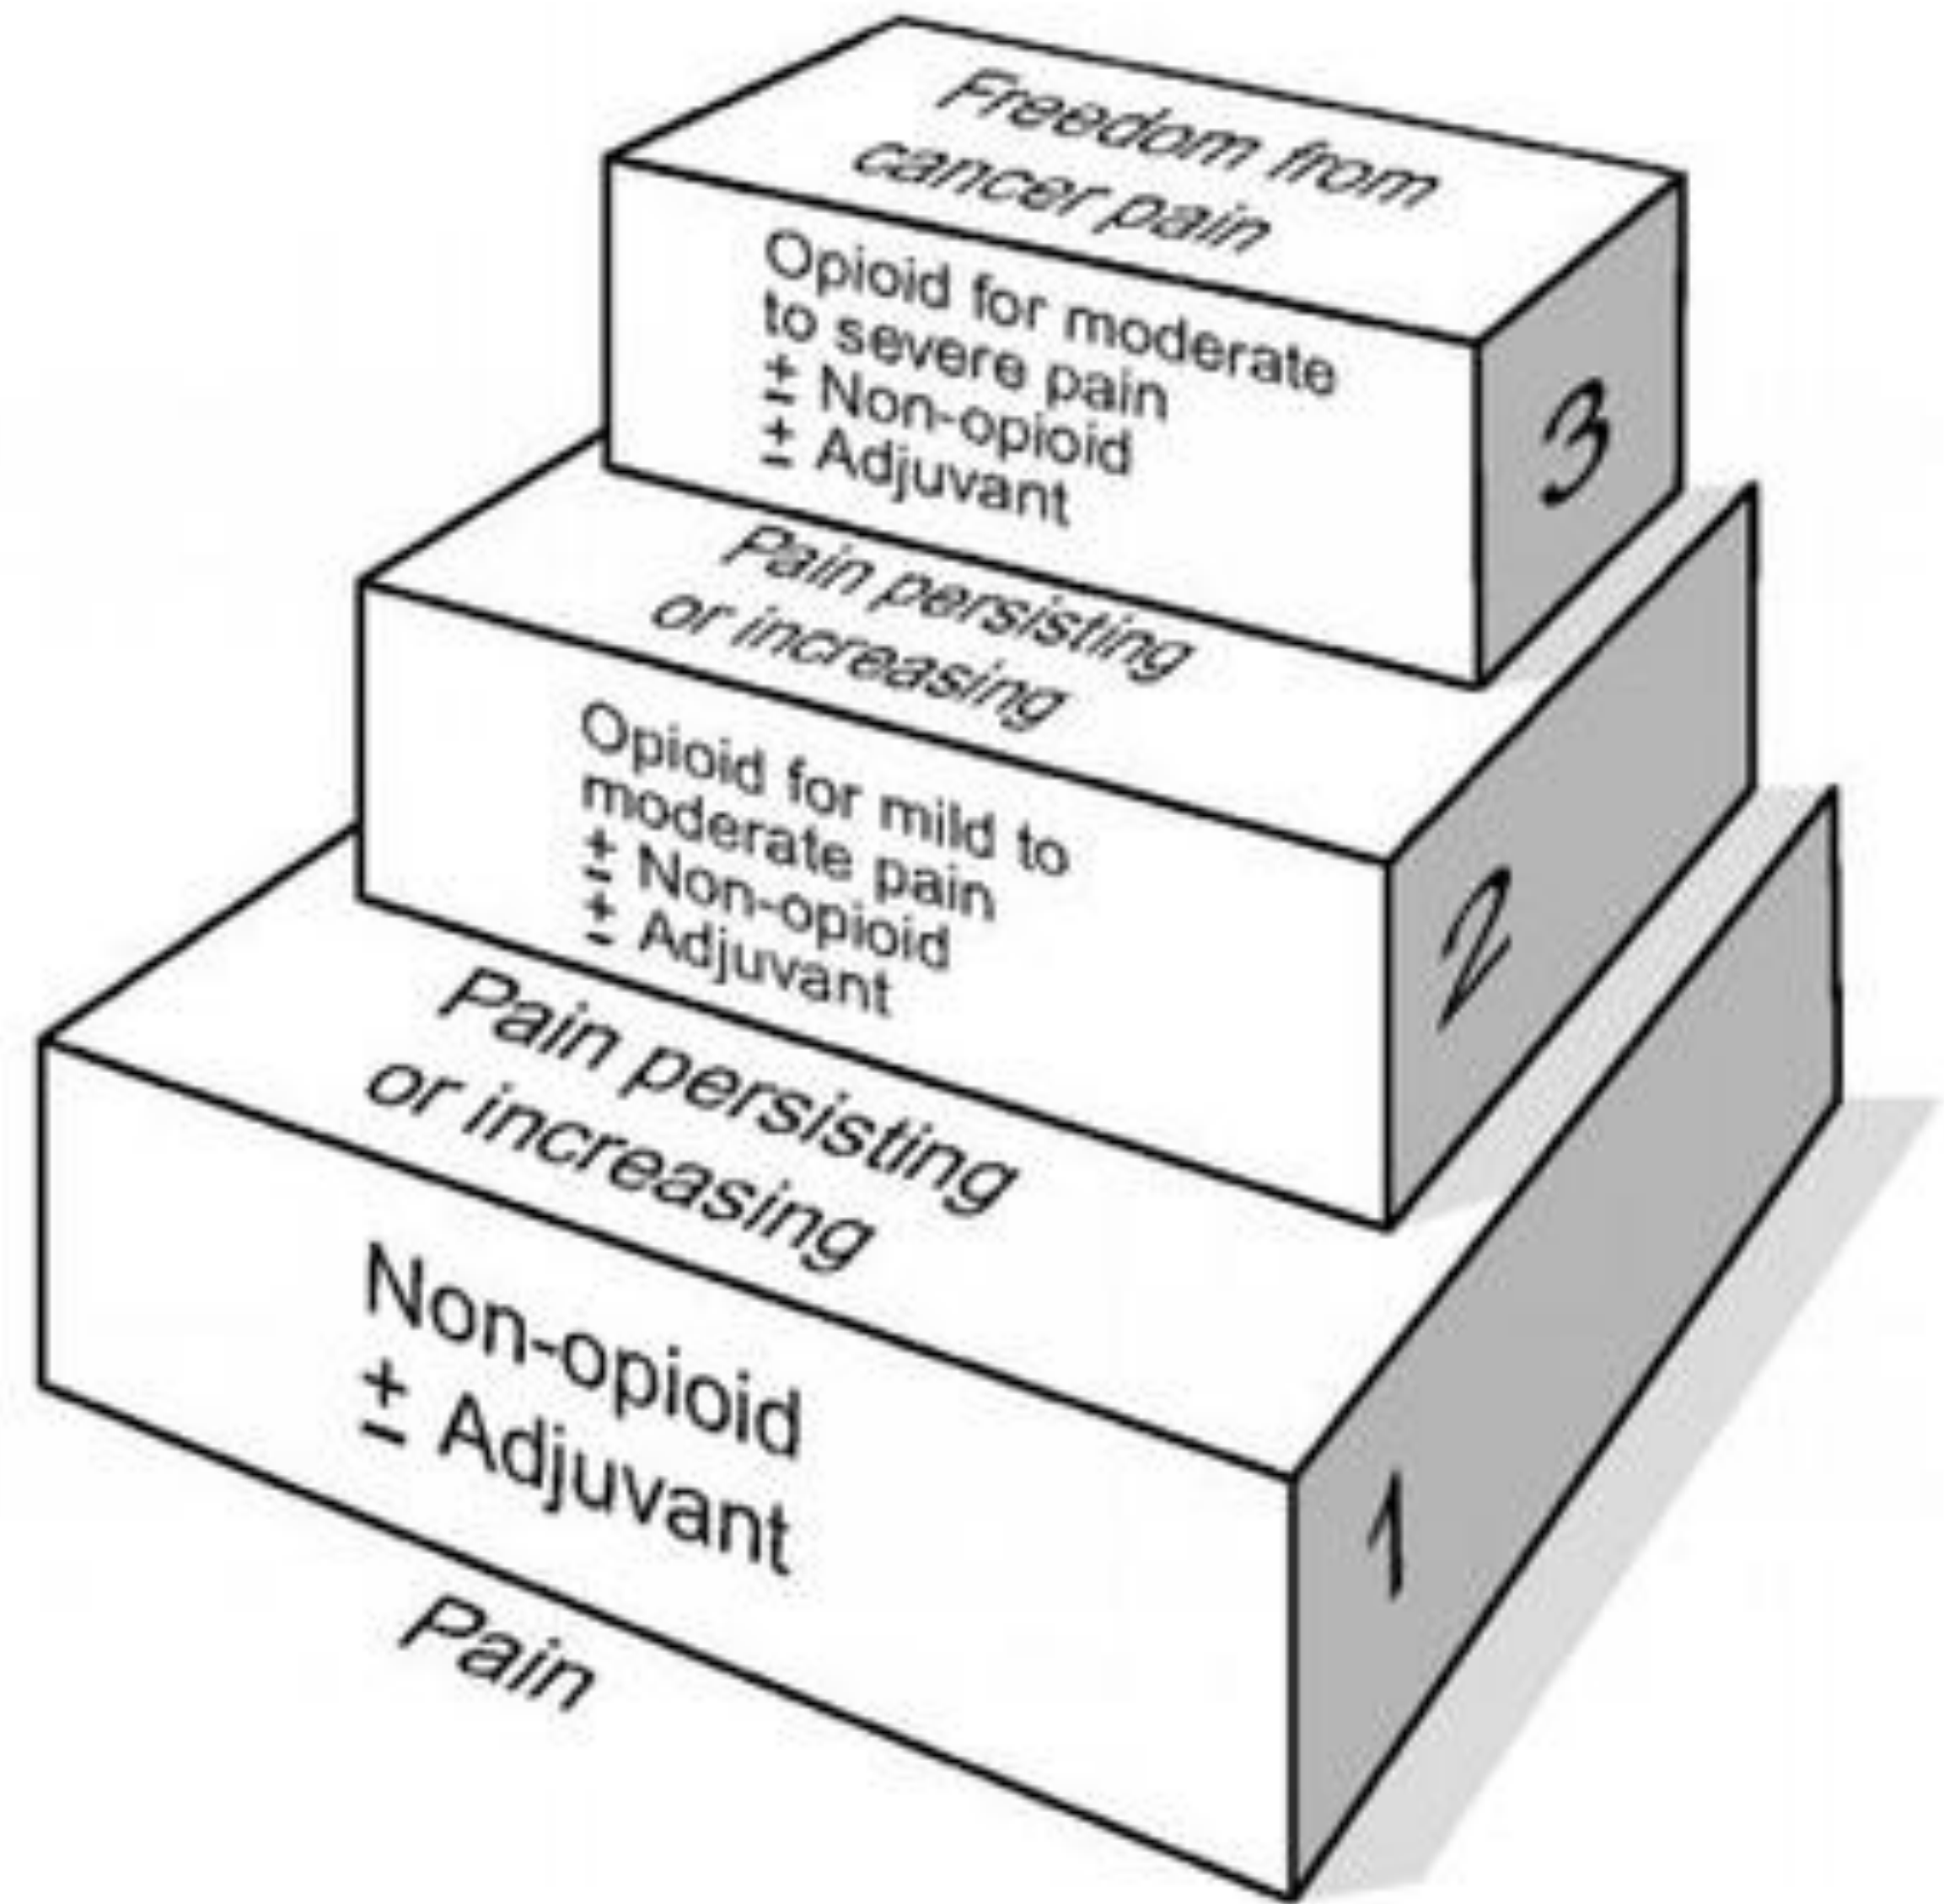 Freedom from
cancer pain
Opioid for moderate
to severe pain
± Non-opioid
± Adjuvant
3
Pain persisting
or increasing
Opioid for mild to
moderate pain
± Non-opioid
± Adjuvant
2
Pain persisting
or increasing
Non-opioid
± Adjuvant
1
Pain